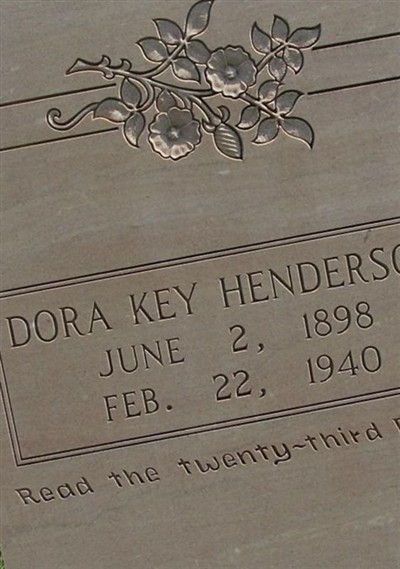 DORA KEY HENDERSO
JUNE 2, 1898
FEB. 22, 1940
Read the twenty~third